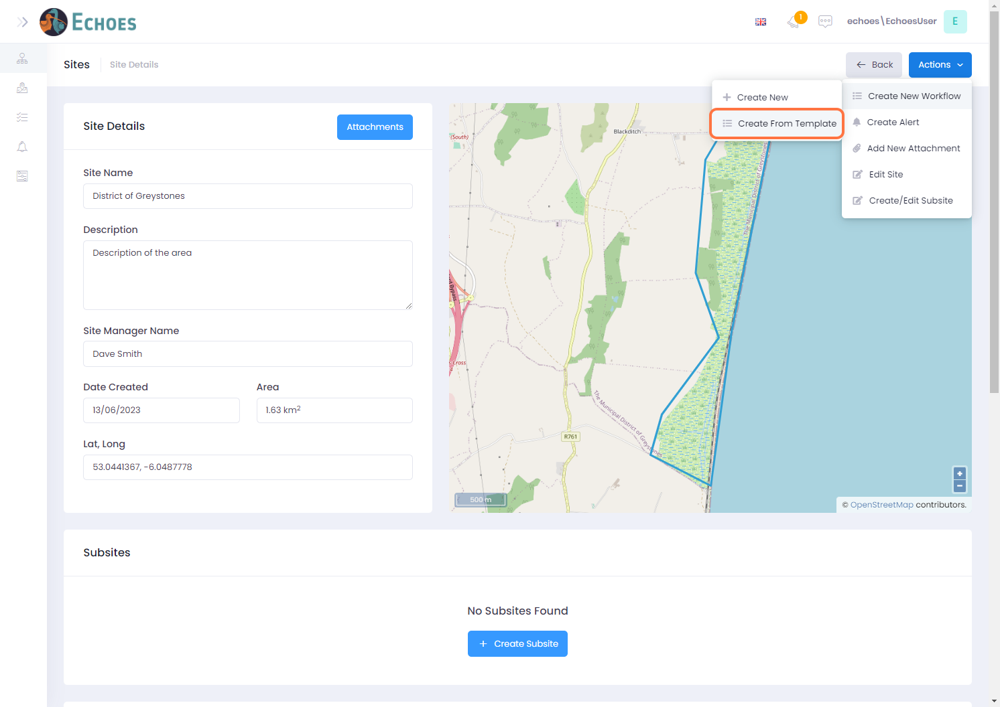 ECHOES
1
echoes\EchoesUser
E
Sites
Site Details
Back
Actions
Create New
Create From Template
Create New Workflow
Create Alert
Add New Attachment
Edit Site
Create/Edit Subsite
Site Details
Attachments
Site Name
District of Greystones
Description
Description of the area
Site Manager Name
Dave Smith
Date Created
Area
13/06/2023
1.63 km²
Lat, Long
53.0441367, -6.0487778
(South)
Blackditch
The Municipal District of Greystones
Bypass
Cross
The Municipal District of Greystones
R761
500 m
+
−
© OpenStreetMap contributors.
Subsites
No Subsites Found
+ Create Subsite